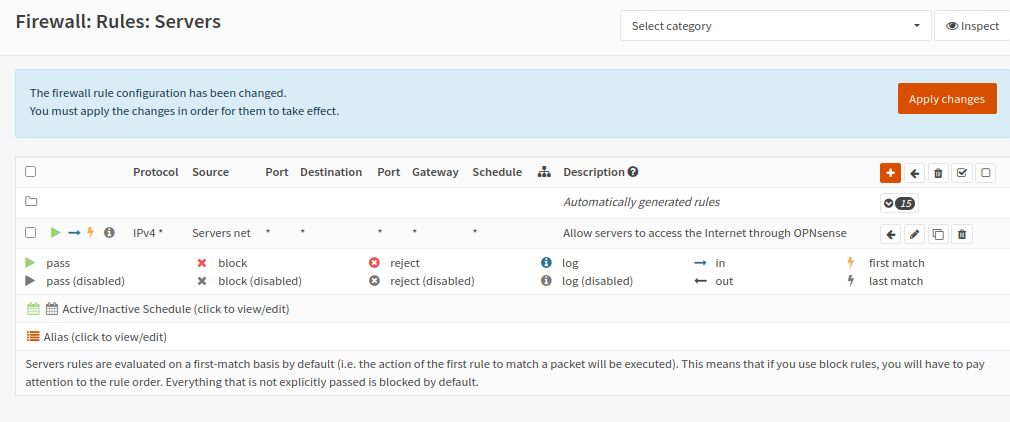 Firewall: Rules: Servers
Select category
Inspect
The firewall rule configuration has been changed.
You must apply the changes in order for them to take effect.
Apply changes
Protocol Source Port Destination Port Gateway Schedule Description
Automatically generated rules 15
IPv4 * Servers net * * * * * Allow servers to access the Internet through OPNsense
pass block reject log in first match
pass (disabled) block (disabled) reject (disabled) log (disabled) out last match
Active/Inactive Schedule (click to view/edit)
Alias (click to view/edit)
Servers rules are evaluated on a first-match basis by default (i.e. the action of the first rule to match a packet will be executed). This means that if you use block rules, you will have to pay
attention to the rule order. Everything that is not explicitly passed is blocked by default.